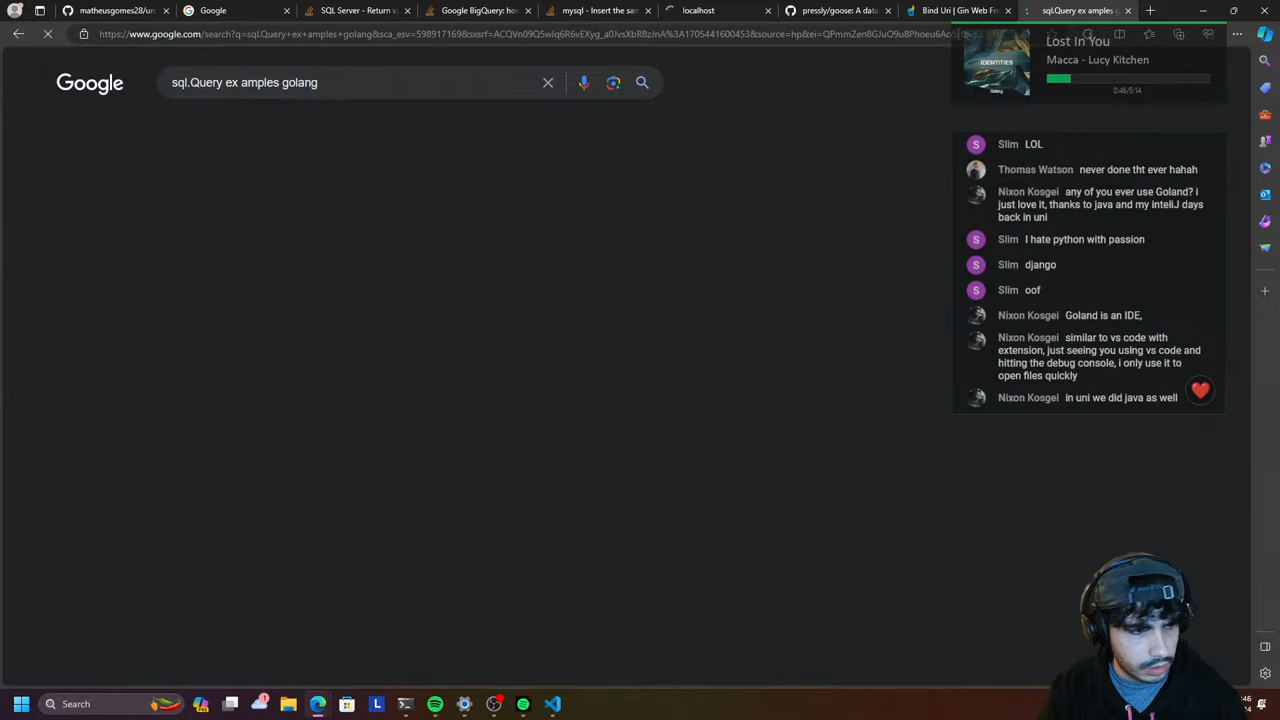 matheusgomes28/ur
Google
SQL Server - Return v
Google BigQuery: hov
mysql - Insert the san
localhost
pressly/goose: A data
Bind Uri | Gin Web Fr
sql.Query ex amples g
Lost In You
Macca - Lucy Kitchen
0:46/5:14
IDENTITIES
Google
sql.Query ex amples golang
Slim LOL
Thomas Watson never done tht ever hahah
Nixon Kosgei any of you ever use Goland? i
just love it, thanks to java and my inteliJ days
back in uni
Slim I hate python with passion
Slim django
Slim oof
Nixon Kosgei Goland is an IDE,
Nixon Kosgei similar to vs code with
extension, just seeing you using vs code and
hitting the debug console, i only use it to
open files quickly
Nixon Kosgei in uni we did java as well
Search